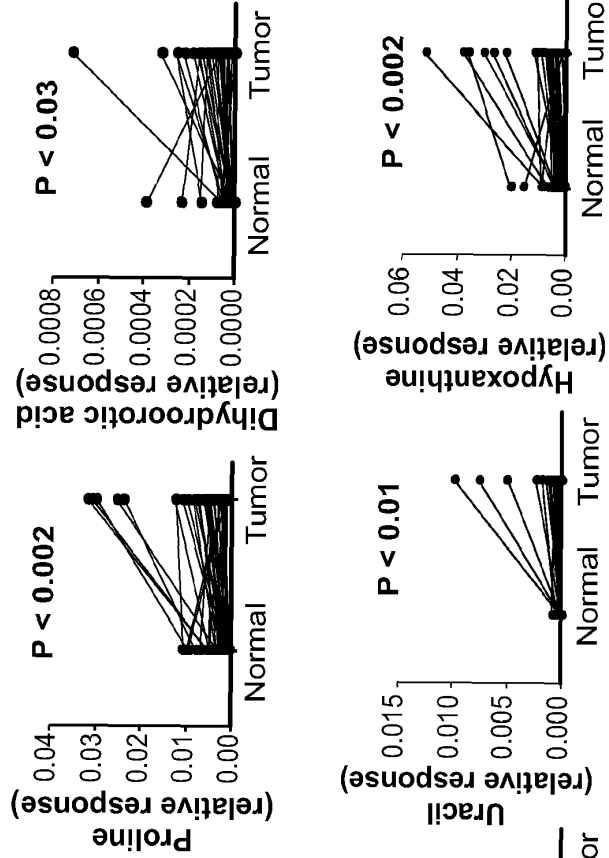 Proline
(relative response)
0.04
0.03
0.02
0.01
0.00
P < 0.002
Normal
Tumor
Dihydroorotic acid
(relative response)
0.0008
0.0006
0.0004
0.0002
0.0000
P < 0.03
Normal
Tumor
Uracil
(relative response)
0.015
0.010
0.005
0.000
P < 0.01
Normal
Tumor
Hypoxanthine
(relative response)
0.06
0.04
0.02
0.00
P < 0.002
Normal
Tumo
or